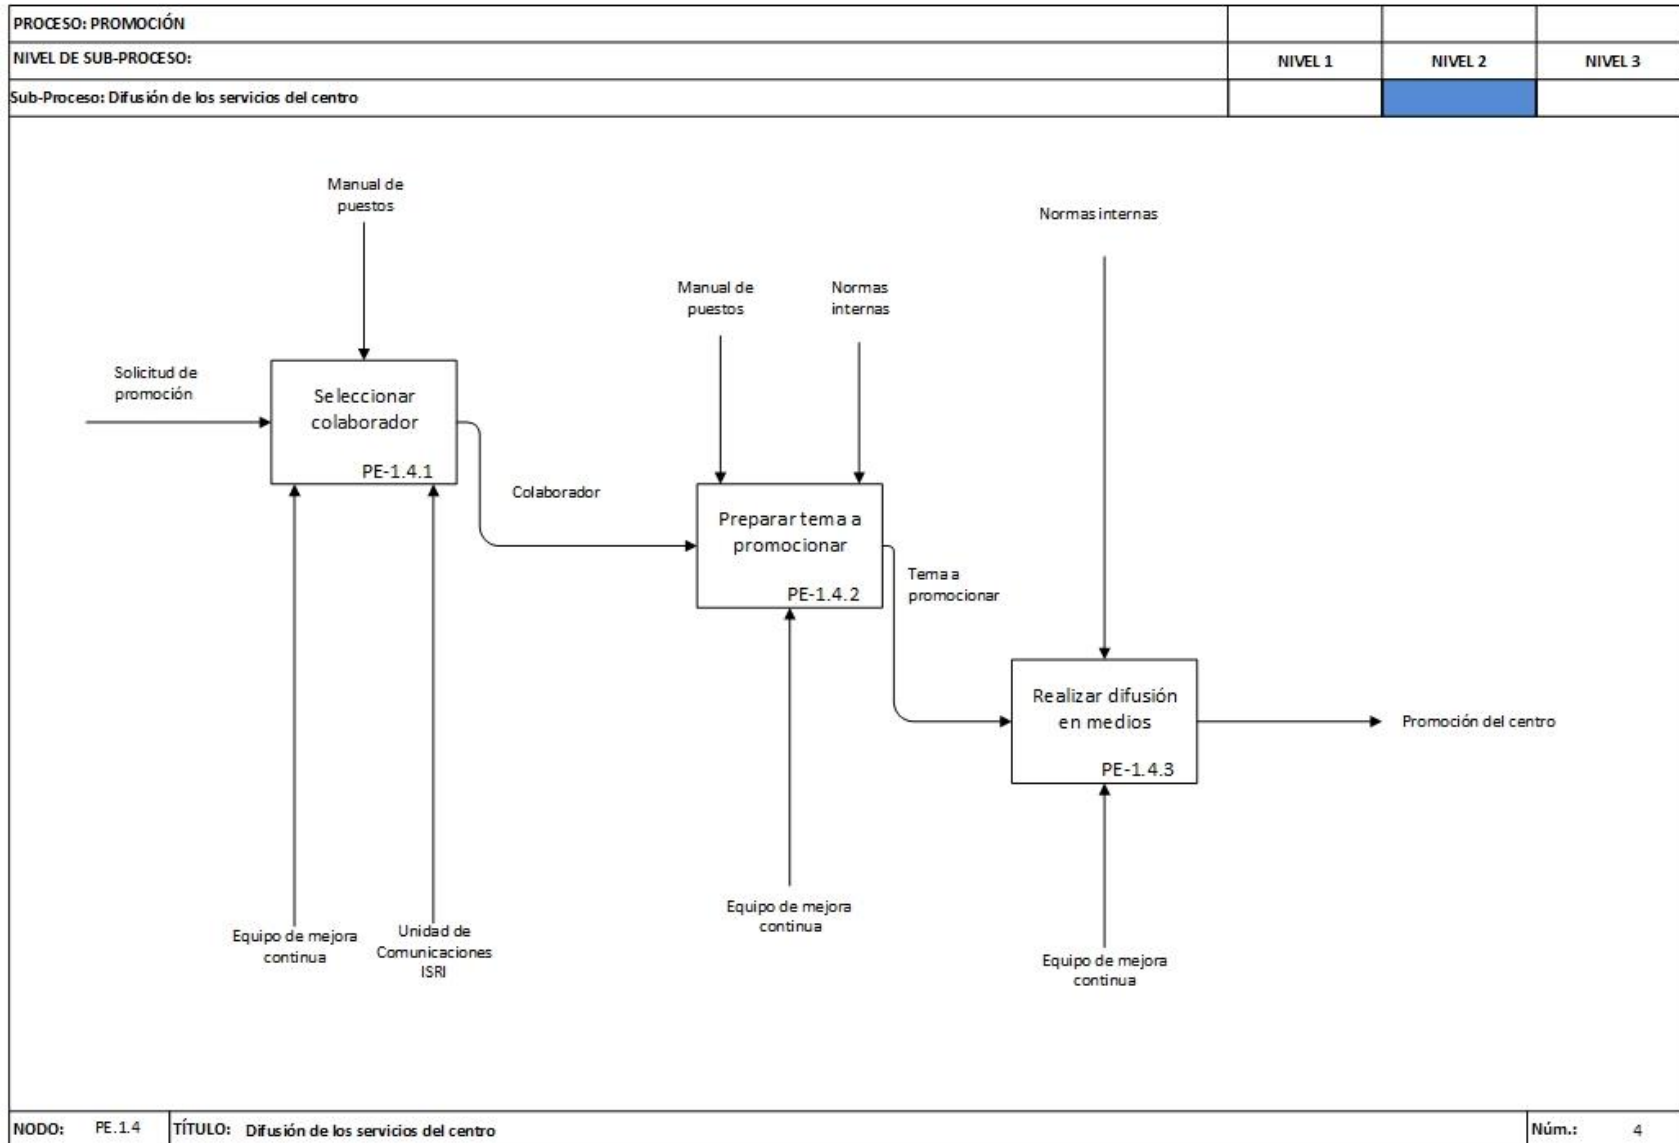 PROCESO: PROMOCIÓN
NIVEL DE SUB-PROCESO:
NIVEL 1
NIVEL 2
NIVEL 3
Sub-Proceso: Difusión de los servicios del centro
Manual de
puestos
Normas internas
Manual de
puestos
Normas
internas
Solicitud de
promoción
Seleccionar
colaborador
PE-1.4.1
Colaborador
Preparar tema a
promocionar
PE-1.4.2
Tema a
promocionar
Realizar difusión
en medios
PE-1.4.3
Promoción del centro
Equipo de mejora
continua
Unidad de
Comunicaciones
ISRI
Equipo de mejora
continua
Equipo de mejora
continua
NODO: PE.1.4 TÍTULO: Difusión de los servicios del centro Núm.: 4